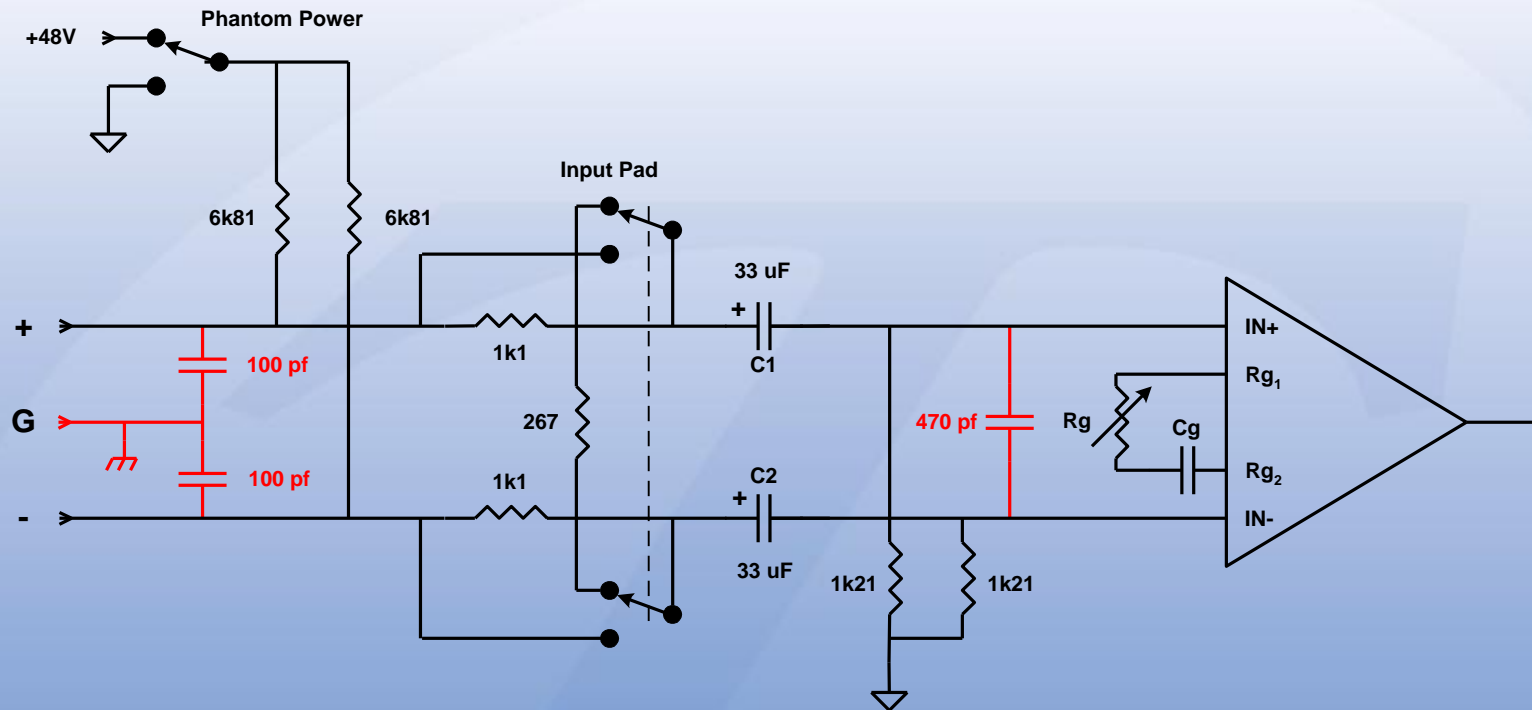 Phantom Power
+48V
Input Pad
6k81
6k81
33 uF
+
+
1k1
C1
IN+
100 pf
Rg1
G
267
470 pf
Rg
Cg
100 pf
1k1
C2
Rg2
+
-
IN-
33 uF
1k21
1k21